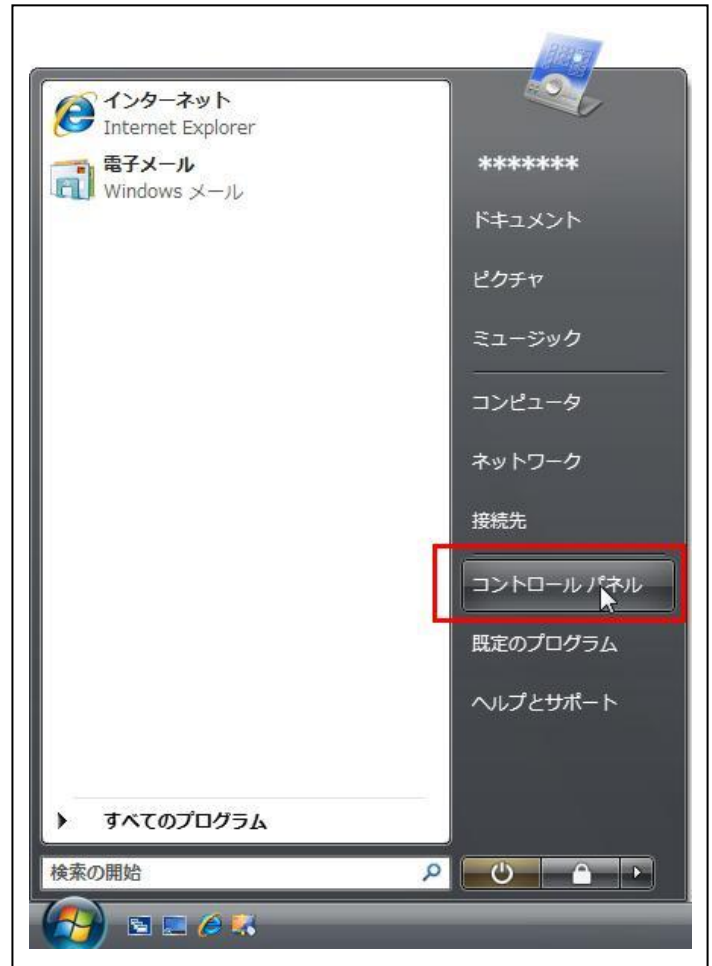 インターネット
Internet Explorer
電子メール
Windows メール
*******
ドキュメント
ピクチャ
ミュージック
コンピュータ
ネットワーク
接続先
コントロール パネル
既定のプログラム
ヘルプとサポート
すべてのプログラム
検索の開始